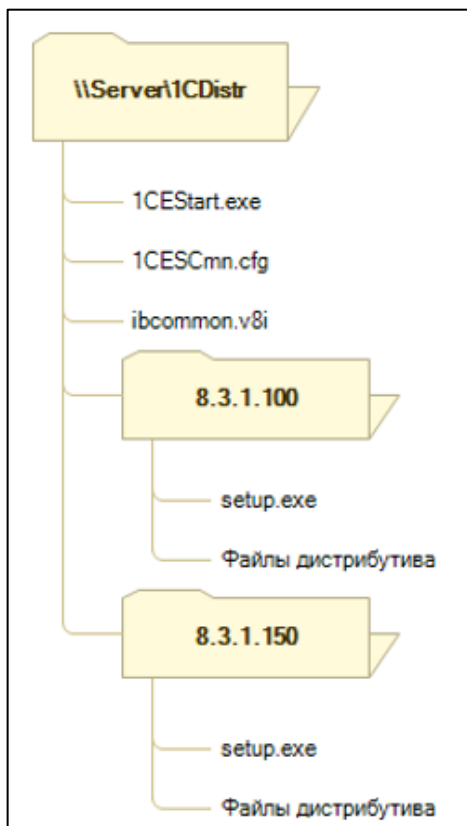 \\Server\1CDistr
1CEStart.exe
1CESCmn.cfg
ibcommon.v8i
8.3.1.100
setup.exe
Файлы дистрибутива
8.3.1.150
setup.exe
Файлы дистрибутива